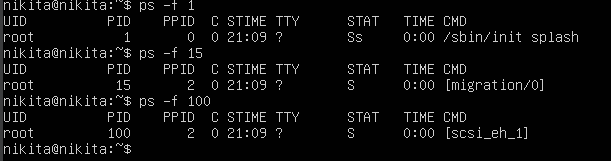 nikita@nikita:~$ ps -f 1
UID          PID    PPID  C STIME TTY      STAT   TIME CMD
root           1       0  0 21:09 ?        Ss     0:00 /sbin/init splash
nikita@nikita:~$ ps -f 15
UID          PID    PPID  C STIME TTY      STAT   TIME CMD
root          15       2  0 21:09 ?        S      0:00 [migration/0]
nikita@nikita:~$ ps -f 100
UID          PID    PPID  C STIME TTY      STAT   TIME CMD
root         100       2  0 21:09 ?        S      0:00 [scsi_eh_1]
nikita@nikita:~$